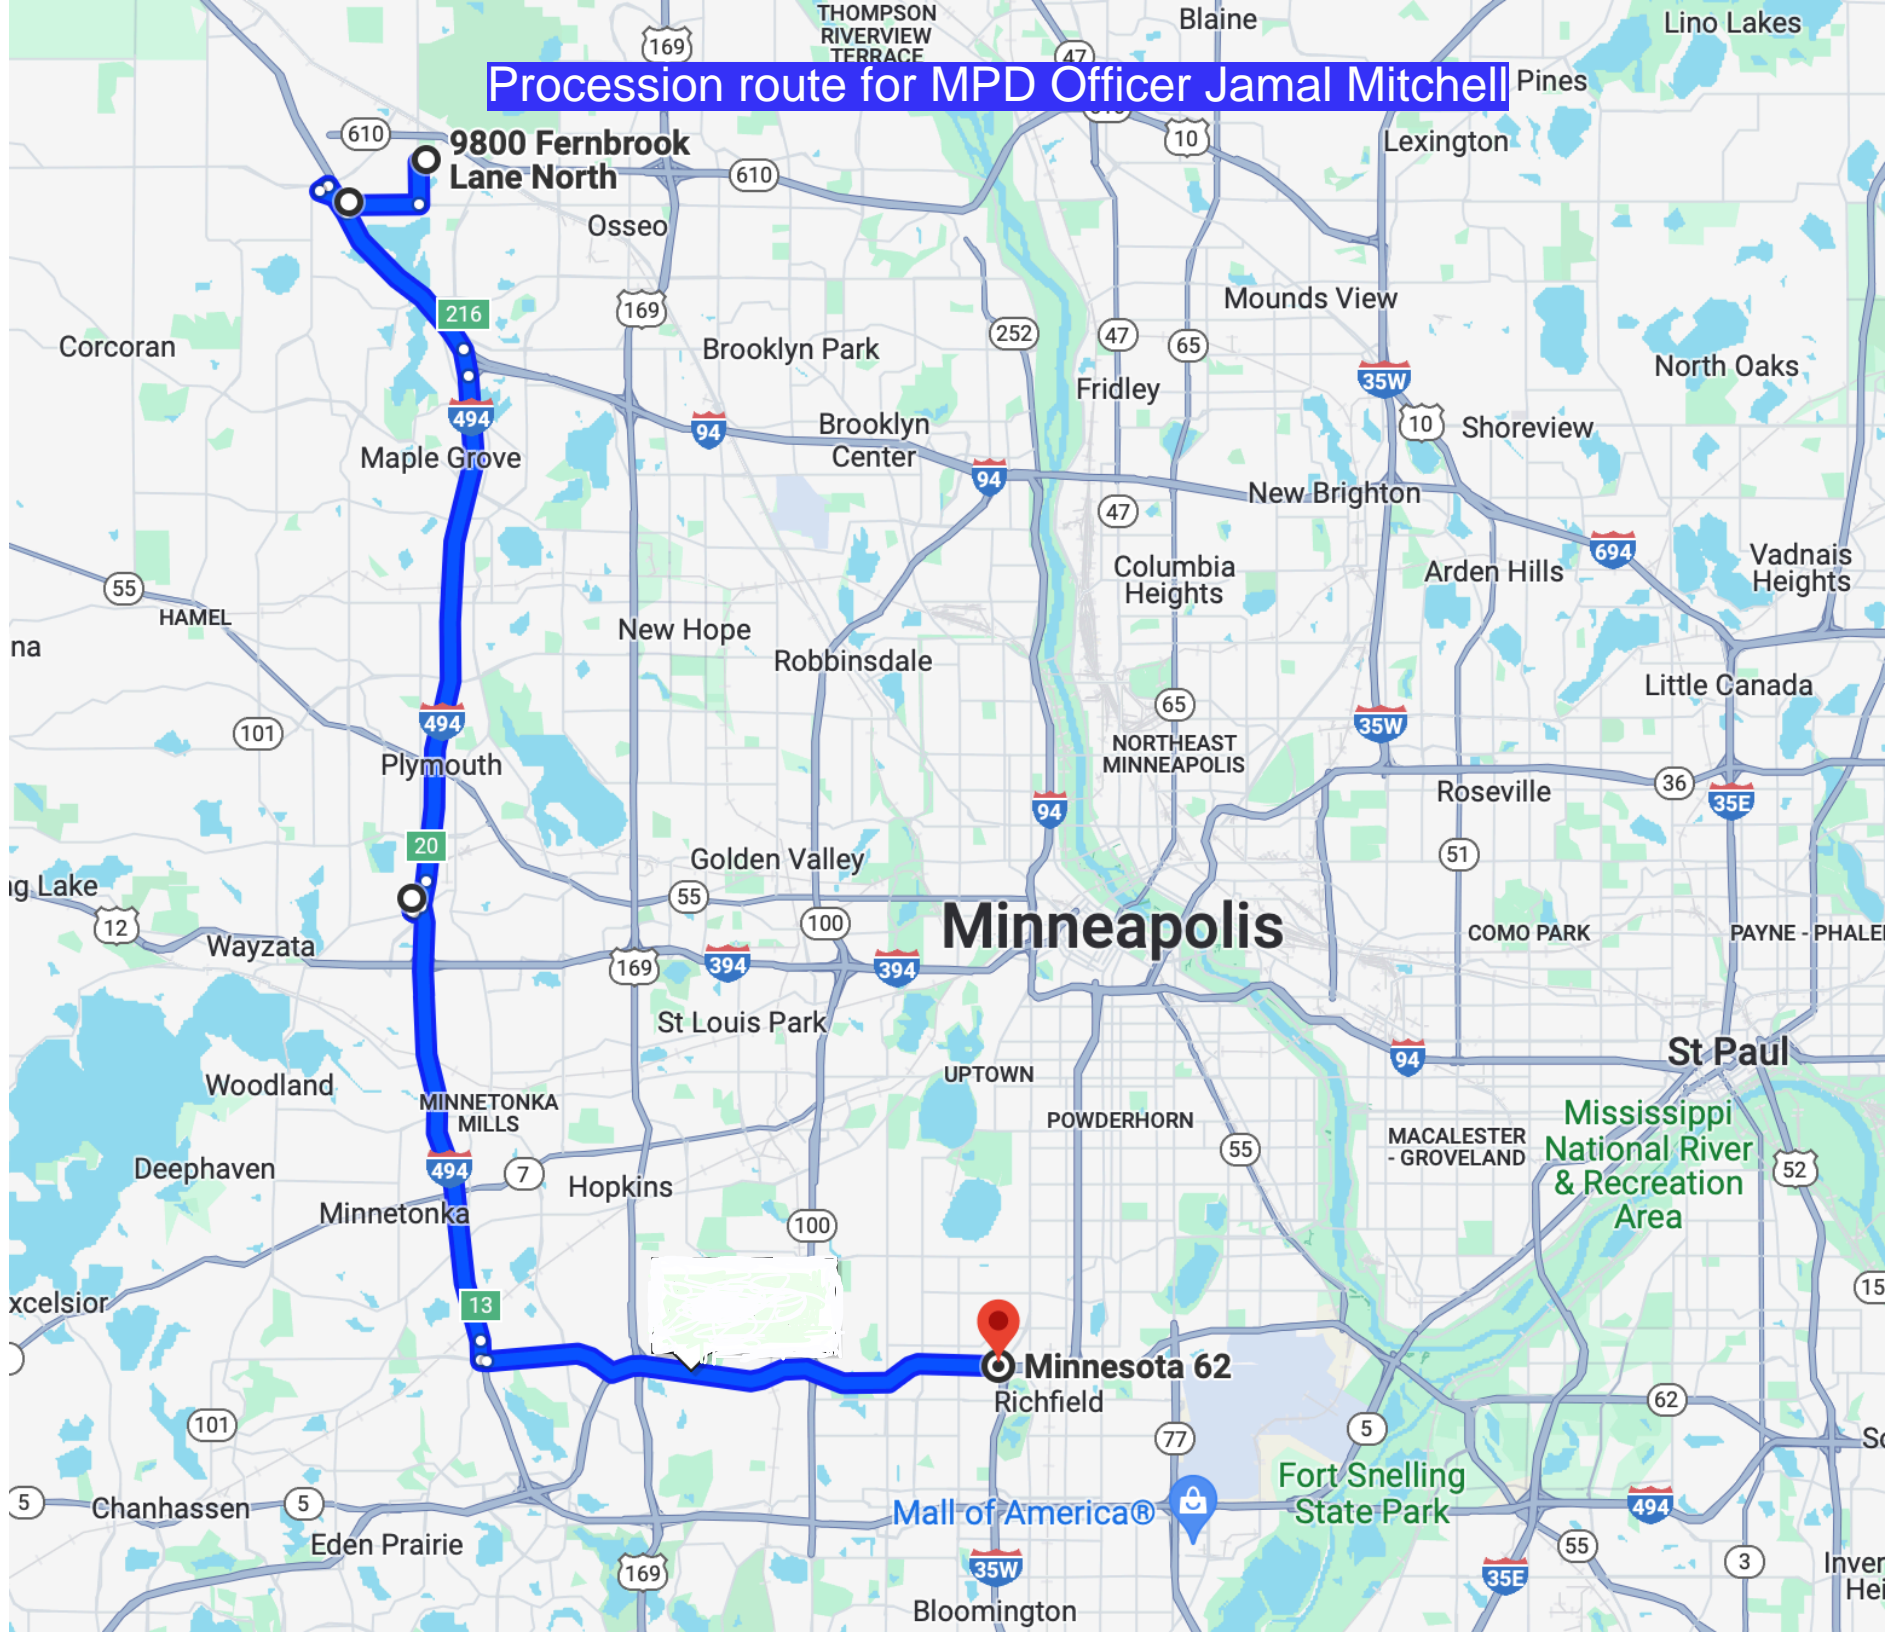 THOMPSON
RIVERVIEW
TERRACE
Blaine
Lino Lakes
169
47
Procession route for MPD Officer Jamal Mitchell
Pines
610
10
Lexington
9800 Fernbrook
Lane North
610
Osseo
169
216
Mounds View
Corcoran
Brooklyn Park
252
47
65
Fridley
35W
North Oaks
494
94
Brooklyn
Center
10
Shoreview
Maple Grove
94
New Brighton
47
694
55
HAMEL
Columbia
Heights
Arden Hills
Vadnais
Heights
na
New Hope
Robbinsdale
Little Canada
494
101
65
35W
Plymouth
NORTHEAST
MINNEAPOLIS
Roseville
36
35E
94
20
Golden Valley
51
ng Lake
55
12
100
Minneapolis
COMO PARK
PAYNE - PHALE
Wayzata
169
394
394
St Louis Park
94
St Paul
Woodland
UPTOWN
MINNETONKA
MILLS
POWDERHORN
Mississippi
National River
& Recreation
Area
MACALESTER
- GROVELAND
55
52
Deephaven
494
7
Hopkins
Minnetonka
100
xcelsior
13
15
Minnesota 62
Richfield
62
101
77
5
So
Fort Snelling
State Park
5
Chanhassen
5
Mall of America®
494
Eden Prairie
55
169
35W
35E
3
Inver
Hei
Bloomington